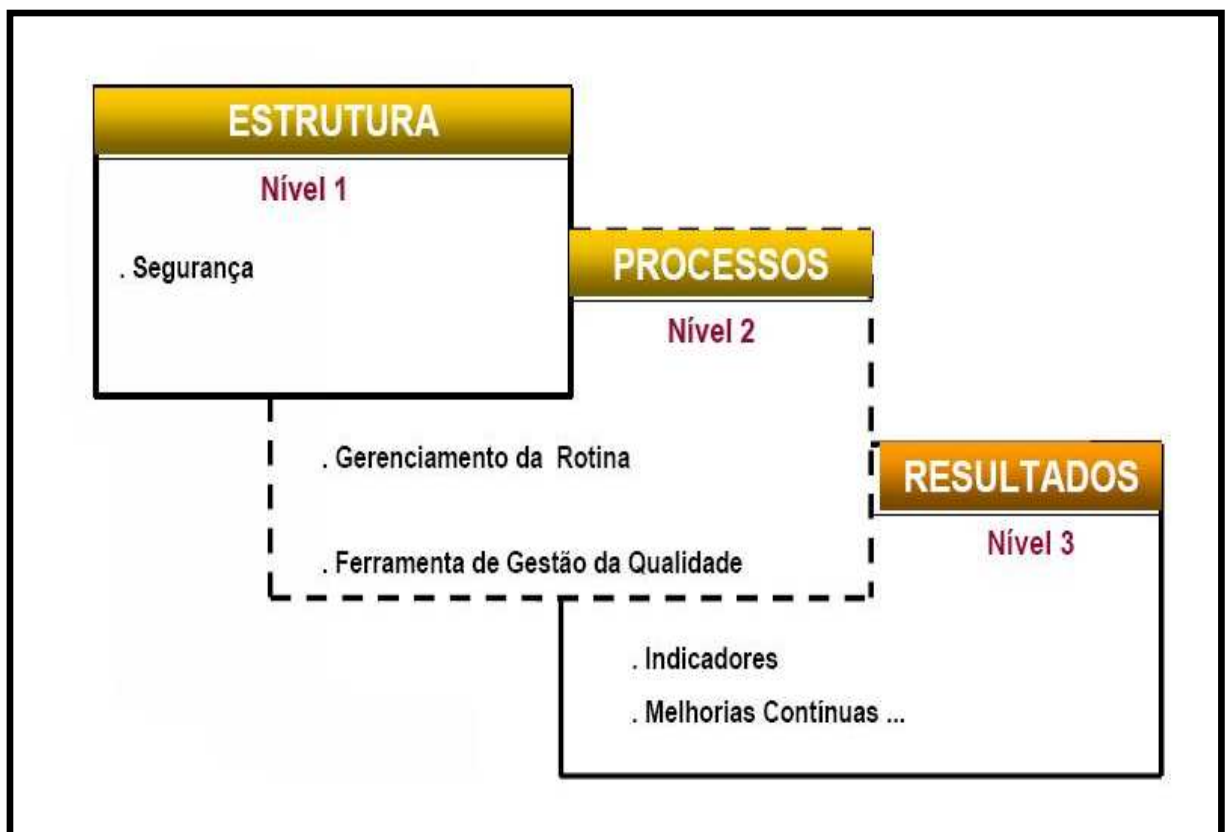 ESTRUTURA
Nível 1
. Segurança
PROCESSOS
Nível 2
. Gerenciamento da Rotina
. Ferramenta de Gestão da Qualidade
RESULTADOS
Nível 3
. Indicadores
. Melhorias Contínuas ...